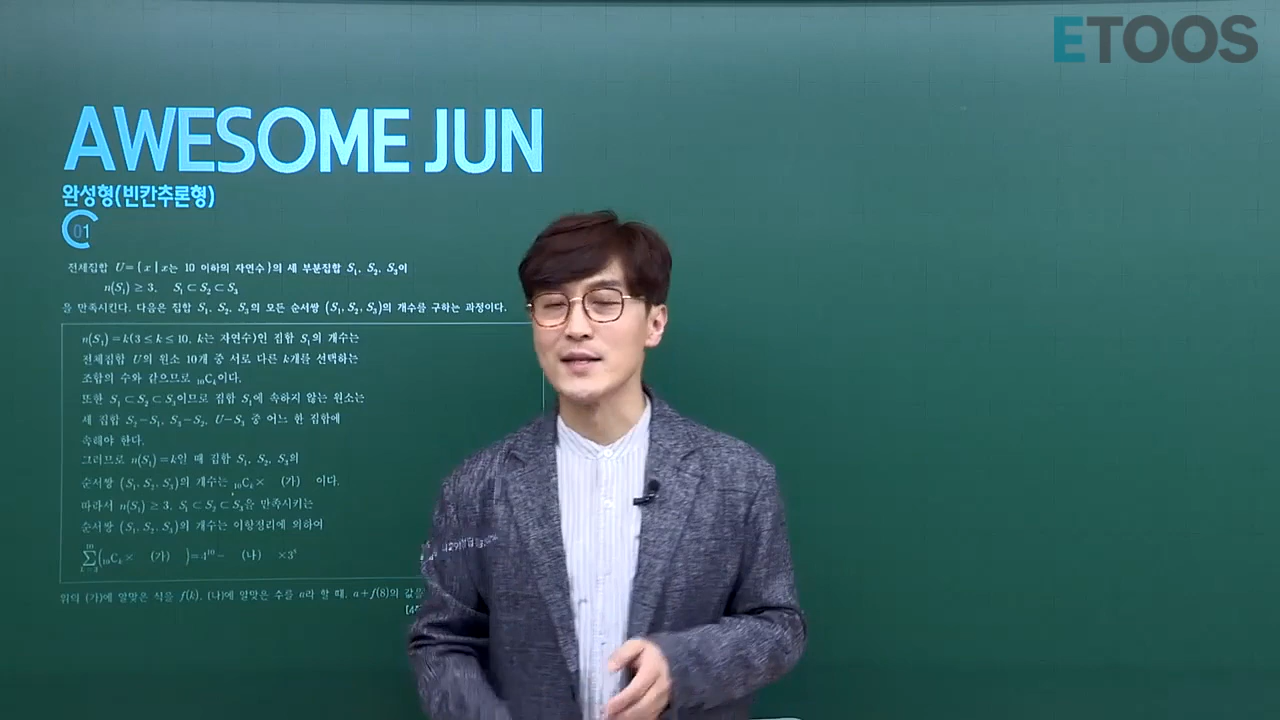 ETOOS
AWESOME JUN
완성형(빈칸추론형)
01
전체집합 U={x|x는 10 이하의 자연수}의 세 부분집합 S₁, S₂, S₃이
n(S₁) ≥ 3, S₁ ⊂ S₂ ⊂ S₃
을 만족시킨다. 다음은 집합 S₁, S₂, S₃의 모든 순서쌍 (S₁, S₂, S₃)의 개수를 구하는 과정이다.
n(S₁) = k(3 ≤ k ≤ 10, k는 자연수)인 집합 S₁의 개수는
전체집합 U의 원소 10개 중 서로 다른 k개를 선택하는
조합의 수와 같으므로 ₁₀Cₖ이다.
또한 S₁ ⊂ S₂ ⊂ S₃이므로 집합 S₁에 속하지 않는 원소는
세 집합 S₂−S₁, S₃−S₂, U−S₃ 중 어느 한 집합에
속해야 한다.
그러므로 n(S₁) = k일 때 집합 S₁, S₂, S₃의
순서쌍 (S₁, S₂, S₃)의 개수는 ₁₀Cₖ× (가) 이다.
따라서 n(S₁) ≥ 3, S₁ ⊂ S₂ ⊂ S₃을 만족시키는
순서쌍 (S₁, S₂, S₃)의 개수는 이항정리에 의하여
10
∑(₁₀Cₖ× (가) )=4¹⁰− (나) ×3⁸
k=3
위의 (가)에 알맞은 식을 f(k), (나)에 알맞은 수를 a라 할 때, a+f(8)의 값을